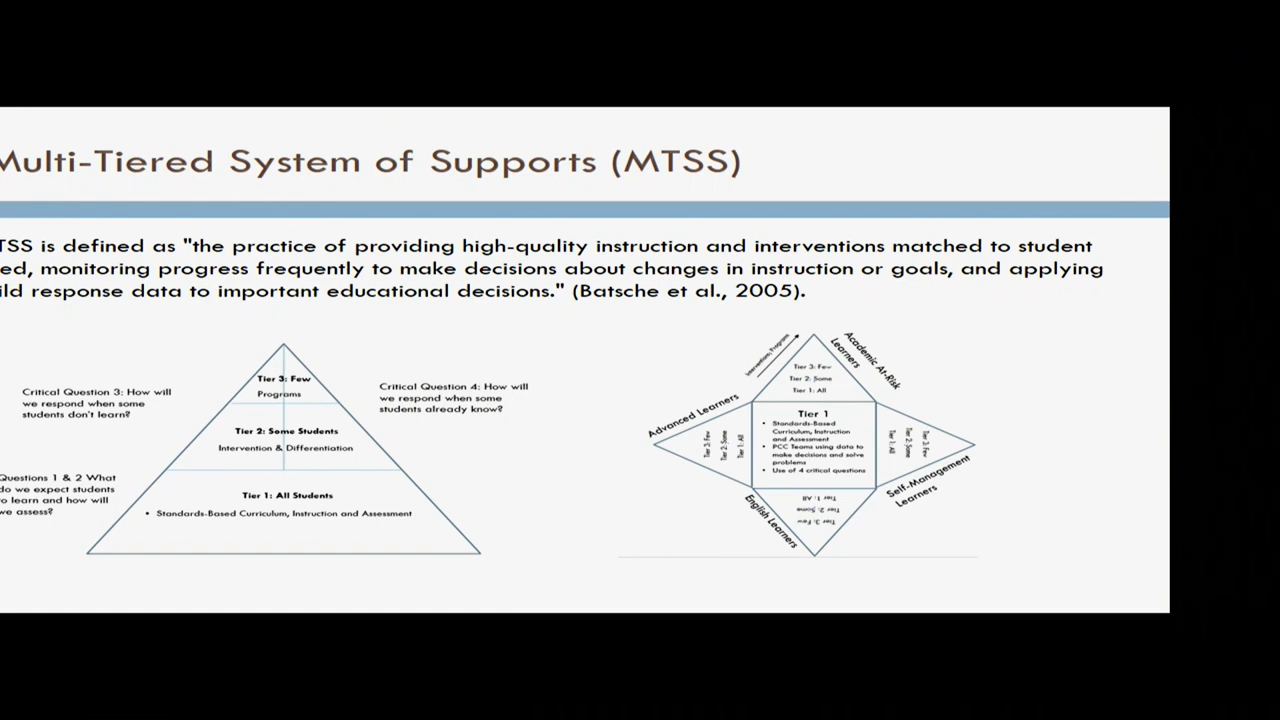 Multi-Tiered System of Supports (MTSS)
TSS is defined as "the practice of providing high-quality instruction and interventions matched to student
ed, monitoring progress frequently to make decisions about changes in instruction or goals, and applying
ild response data to important educational decisions." (Batsche et al., 2005).
Critical Question 3: How will
we respond when some
students don't learn?
Questions 1 & 2 What
do we expect students
to learn and how will
we assess?
Tier 3: Few
Programs
Tier 2: Some Students
Intervention & Differentiation
Tier 1: All Students
• Standards-Based Curriculum, Instruction and Assessment
Critical Question 4: How will
we respond when some
students already know?
Interventions; Programs
Academic At-Risk
Learners
Tier 3: Few
Tier 2: Some
Tier 1: All
Advanced Learners
Tier 3: Few
Tier 2: Some
Tier 1: All
Tier 1
• Standards-Based
Curriculum, Instruction
and Assessment
• PCC Teams using data to
make decisions and solve
problems
• Use of 4 critical questions
Tier 1: All
Tier 2: Some
Tier 3: Few
Self-Management
Learners
English Learners
Tier 1: All
Tier 2: Some
Tier 3: Few